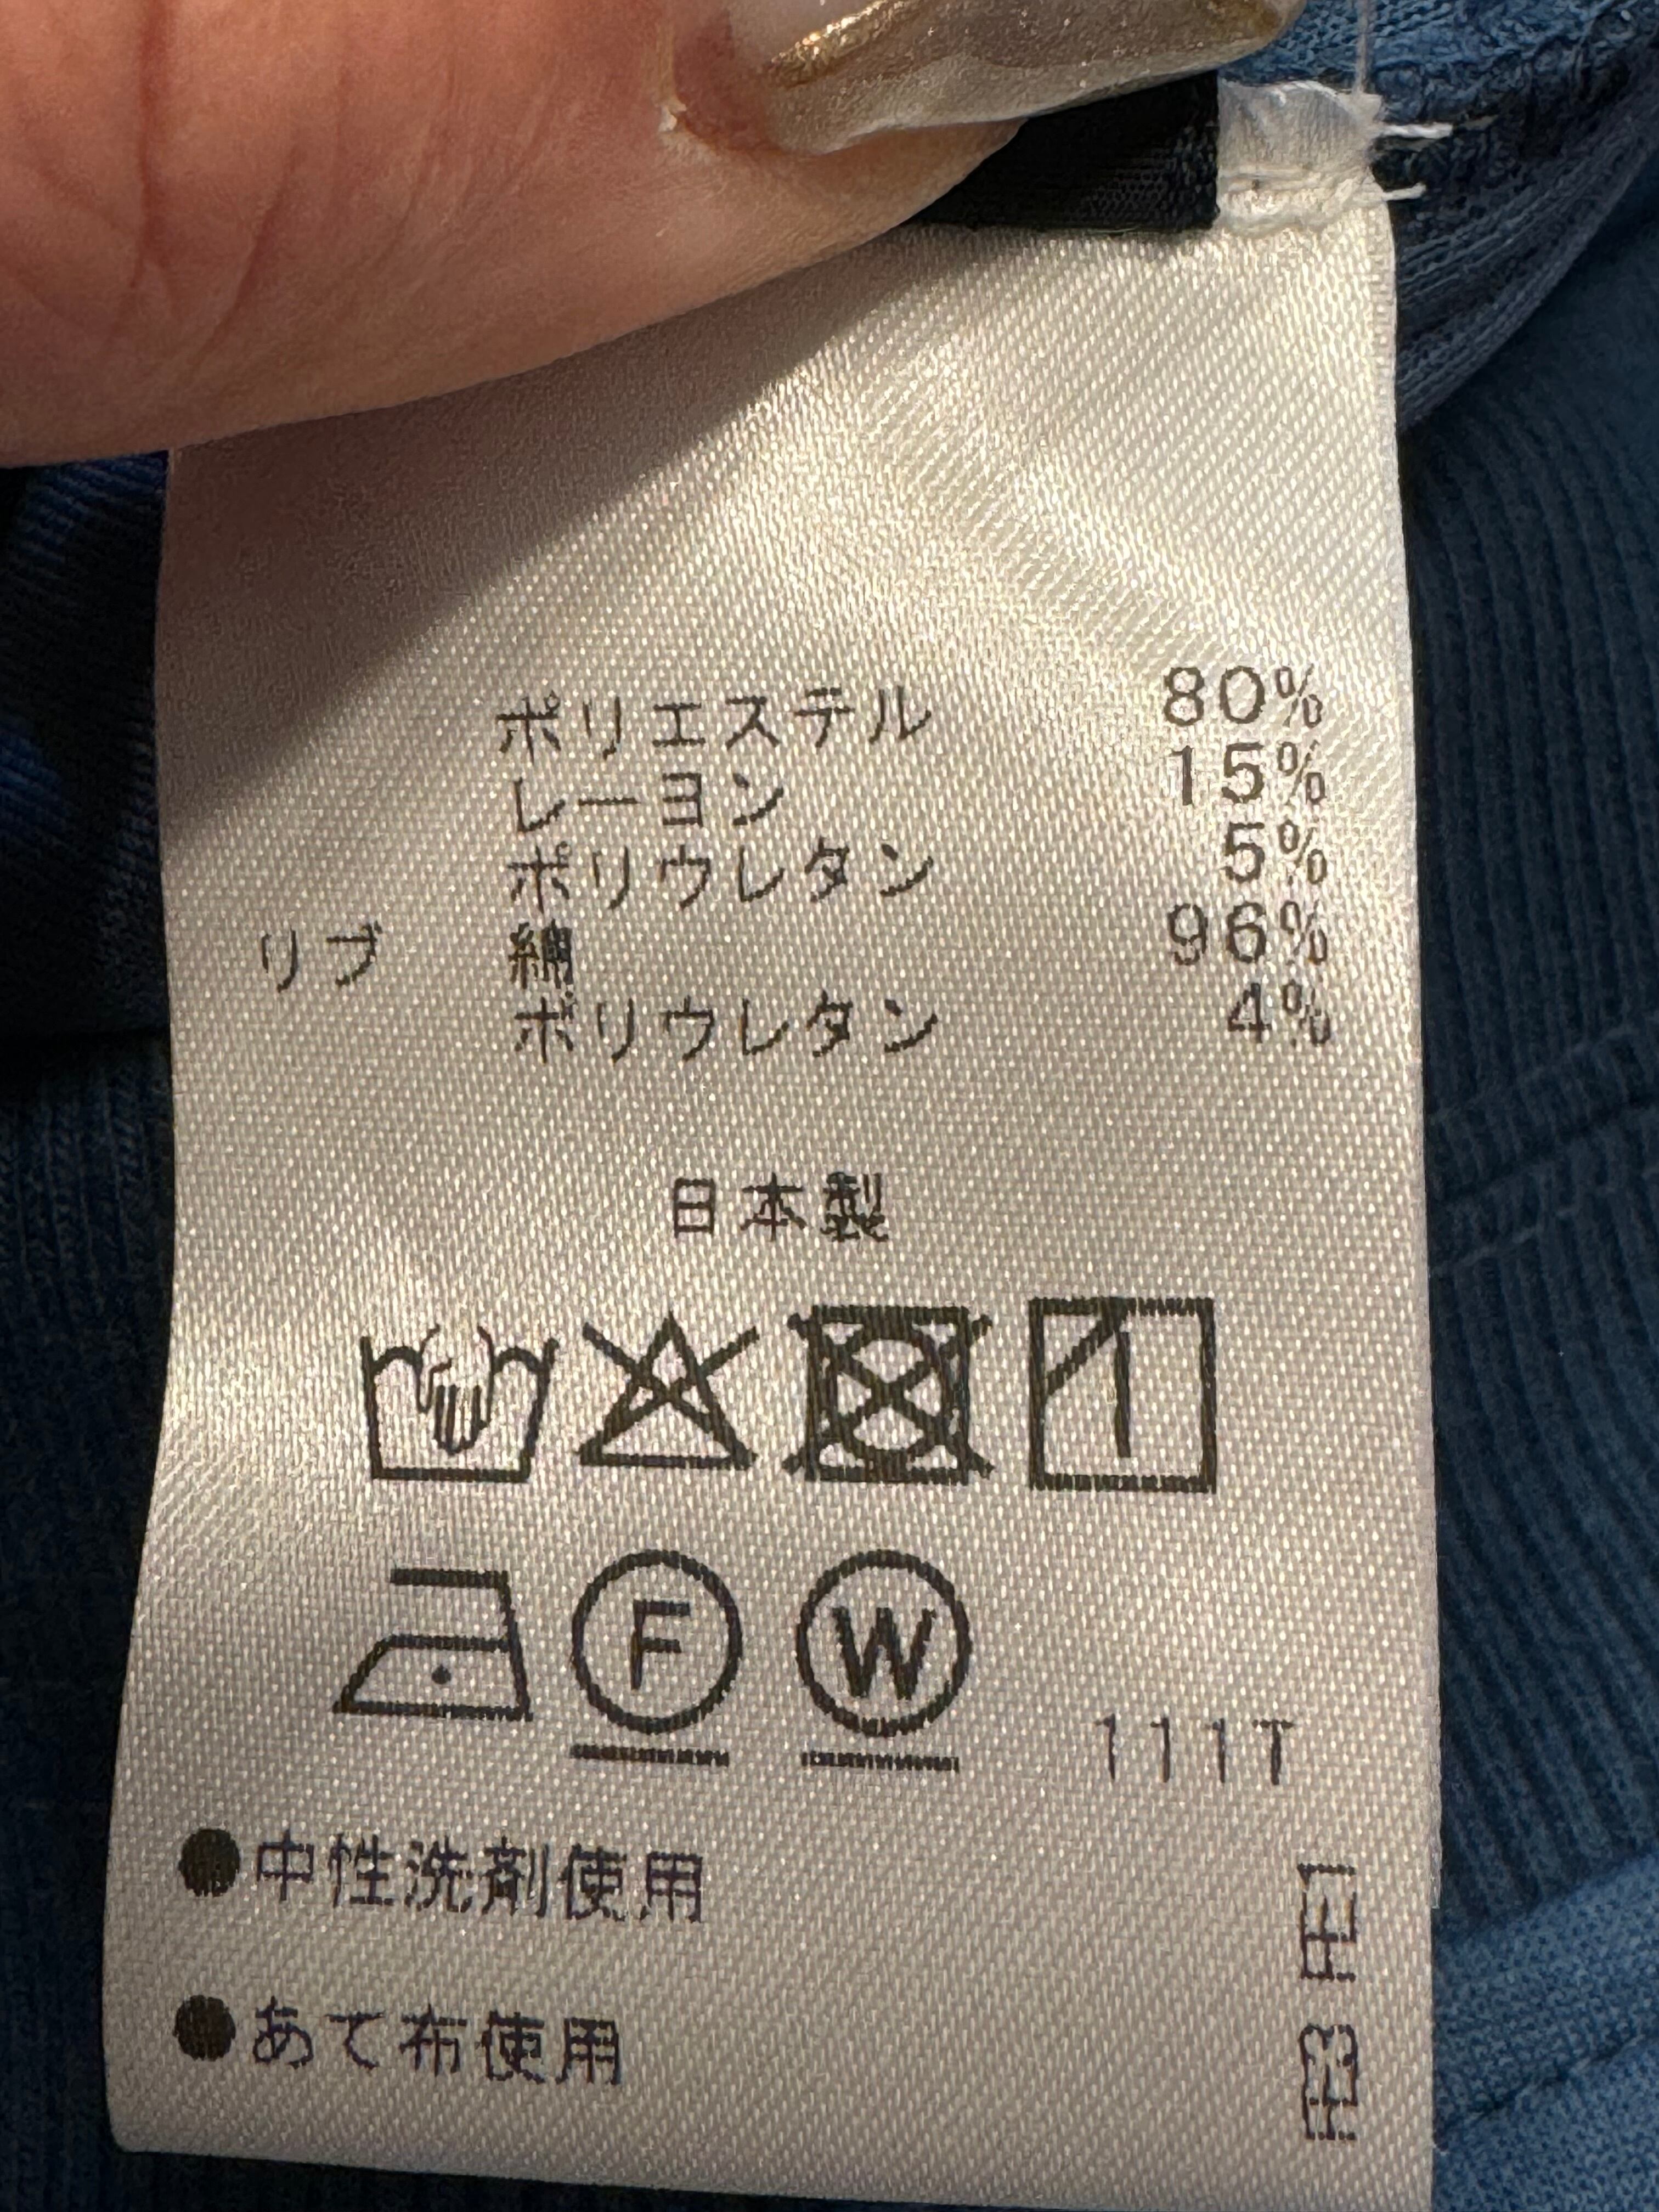 ポリエステル 80%
レーヨン 15%
ポリウレタン 5%
リブ 綿 96%
ポリウレタン 4%
日本製
F W
111T
●中性洗剤使用
●あて布使用